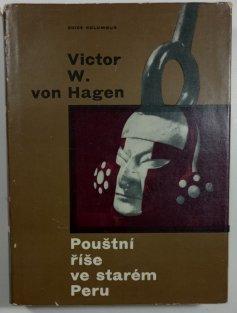 EDICE KOLUMBUS
Victor
W.
von Hagen
Pouštní
říše
ve starém
Peru